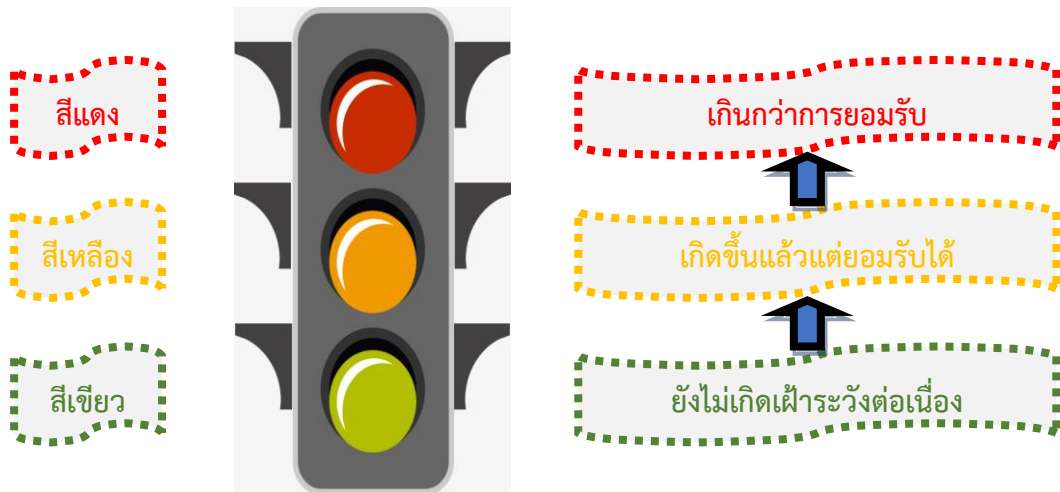 สีแดง
เกินกว่าการยอมรับ
สีเหลือง
เกิดขึ้นแล้วแต่ยอมรับได้
สีเขียว
ยังไม่เกิดเฝ้าระวังต่อเนื่อง